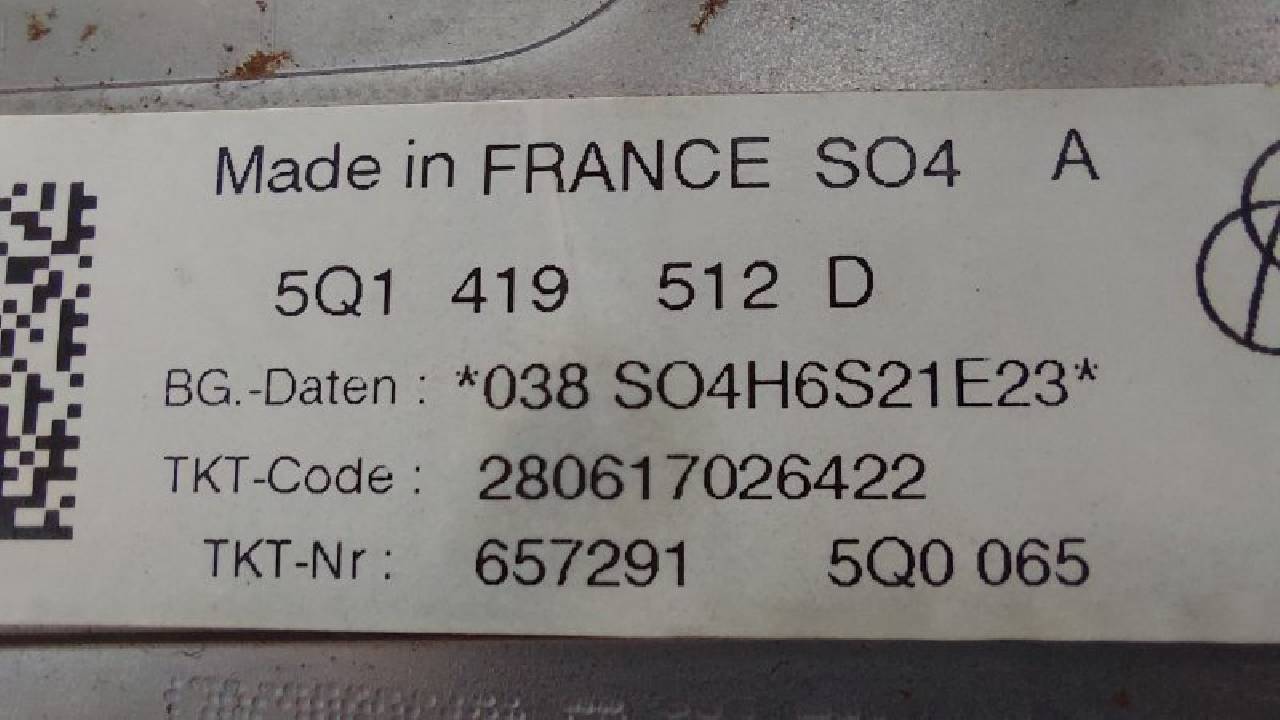 Made in FRANCE SO4 A
5Q1 419 512 D
BG.-Daten : *038 SO4H6S21E23*
TKT-Code : 280617026422
TKT-Nr : 657291 5Q0 065